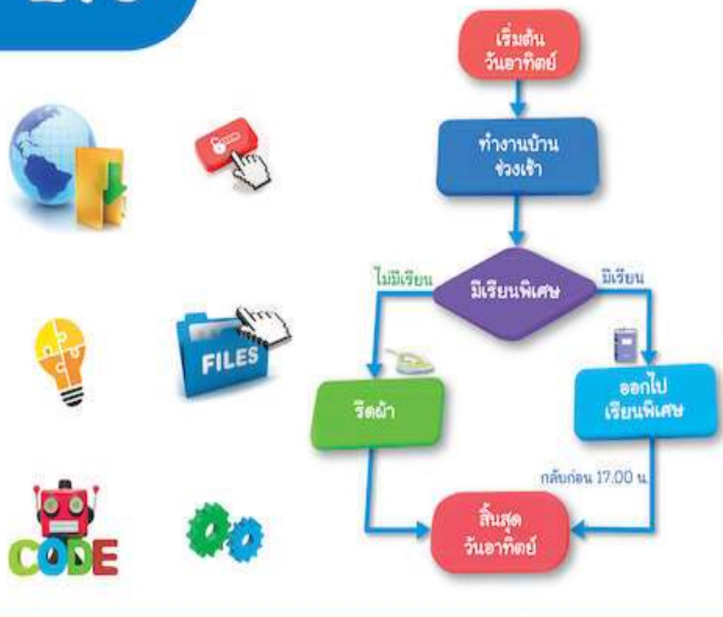 เริ่มต้น
วันอาทิตย์
ทำงานบ้าน
ช่วงเช้า
ไม่มีเรียน
มีเรียนพิเศษ
มีเรียน
FILES
รีดผ้า
ออกไป
เรียนพิเศษ
กลับก่อน 17.00 น.
สิ้นสุด
วันอาทิตย์
CODE